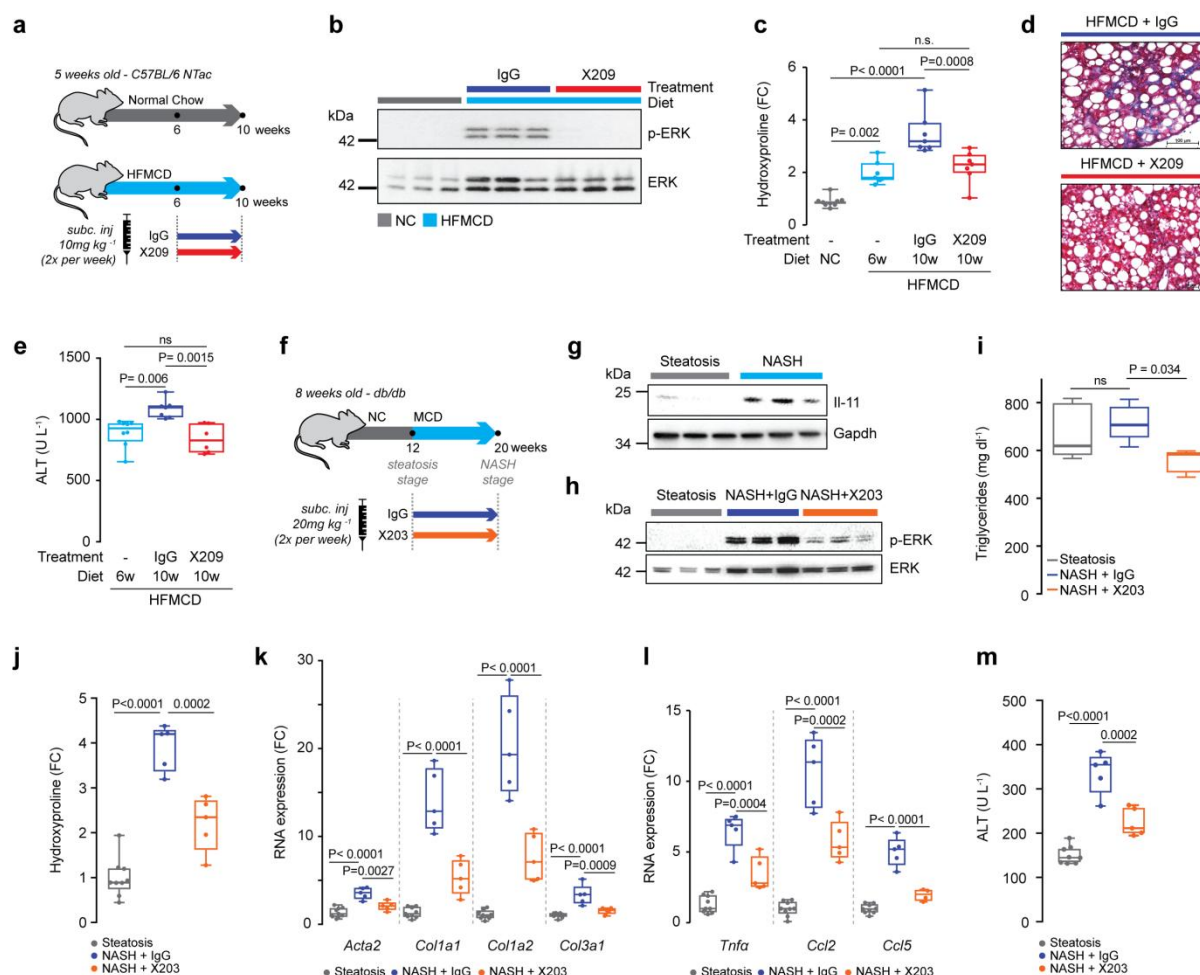 a
5 weeks old - C57BL/6 NTac
Normal Chow
6
10 weeks
HFMCD
6
10 weeks
subc. inj
10mg kg⁻¹
(2x per week)
IgG
X209
b
IgG
X209
Treatment
Diet
kDa
42
p-ERK
42
ERK
NC
HFMCD
c
n.s.
P< 0.0001
P=0.0008
P= 0.002
Hydroxyproline (FC)
6
4
2
0
Treatment - - IgG X209
Diet NC 6w 10w 10w
HFMCD
d
HFMCD + IgG
HFMCD + X209
e
ns
P= 0.0015
P= 0.006
ALT (U L⁻¹)
1500
1000
500
0
Treatment - IgG X209
Diet 6w 10w 10w
HFMCD
f
8 weeks old - db/db
NC
MCD
12
20 weeks
steatosis stage
NASH stage
subc. inj
20mg kg⁻¹
(2x per week)
IgG
X203
g
kDa
Steatosis
NASH
25
Il-11
34
Gapdh
h
Steatosis NASH+IgG NASH+X203
kDa
42
p-ERK
42
ERK
i
P = 0.034
ns
Triglycerides (mg dl⁻¹)
800
600
400
200
0
Steatosis
NASH + IgG
NASH + X203
j
P<0.0001
0.0002
Hydroxyproline (FC)
5
4
3
2
1
0
Steatosis
NASH + IgG
NASH + X203
k
P< 0.0001
P< 0.0001
P< 0.0001
P=0.0027
P< 0.0001
P=0.0009
RNA expression (FC)
30
20
10
0
Acta2 Col1a1 Col1a2 Col3a1
Steatosis NASH + IgG NASH + X203
l
P< 0.0001
P=0.0002
P< 0.0001
P=0.0004
P< 0.0001
RNA expression (FC)
15
10
5
0
Tnfα Ccl2 Ccl5
Steatosis NASH + IgG NASH + X203
m
P<0.0001
0.0002
ALT (U L⁻¹)
500
400
300
200
100
0
Steatosis
NASH + IgG
NASH + X203